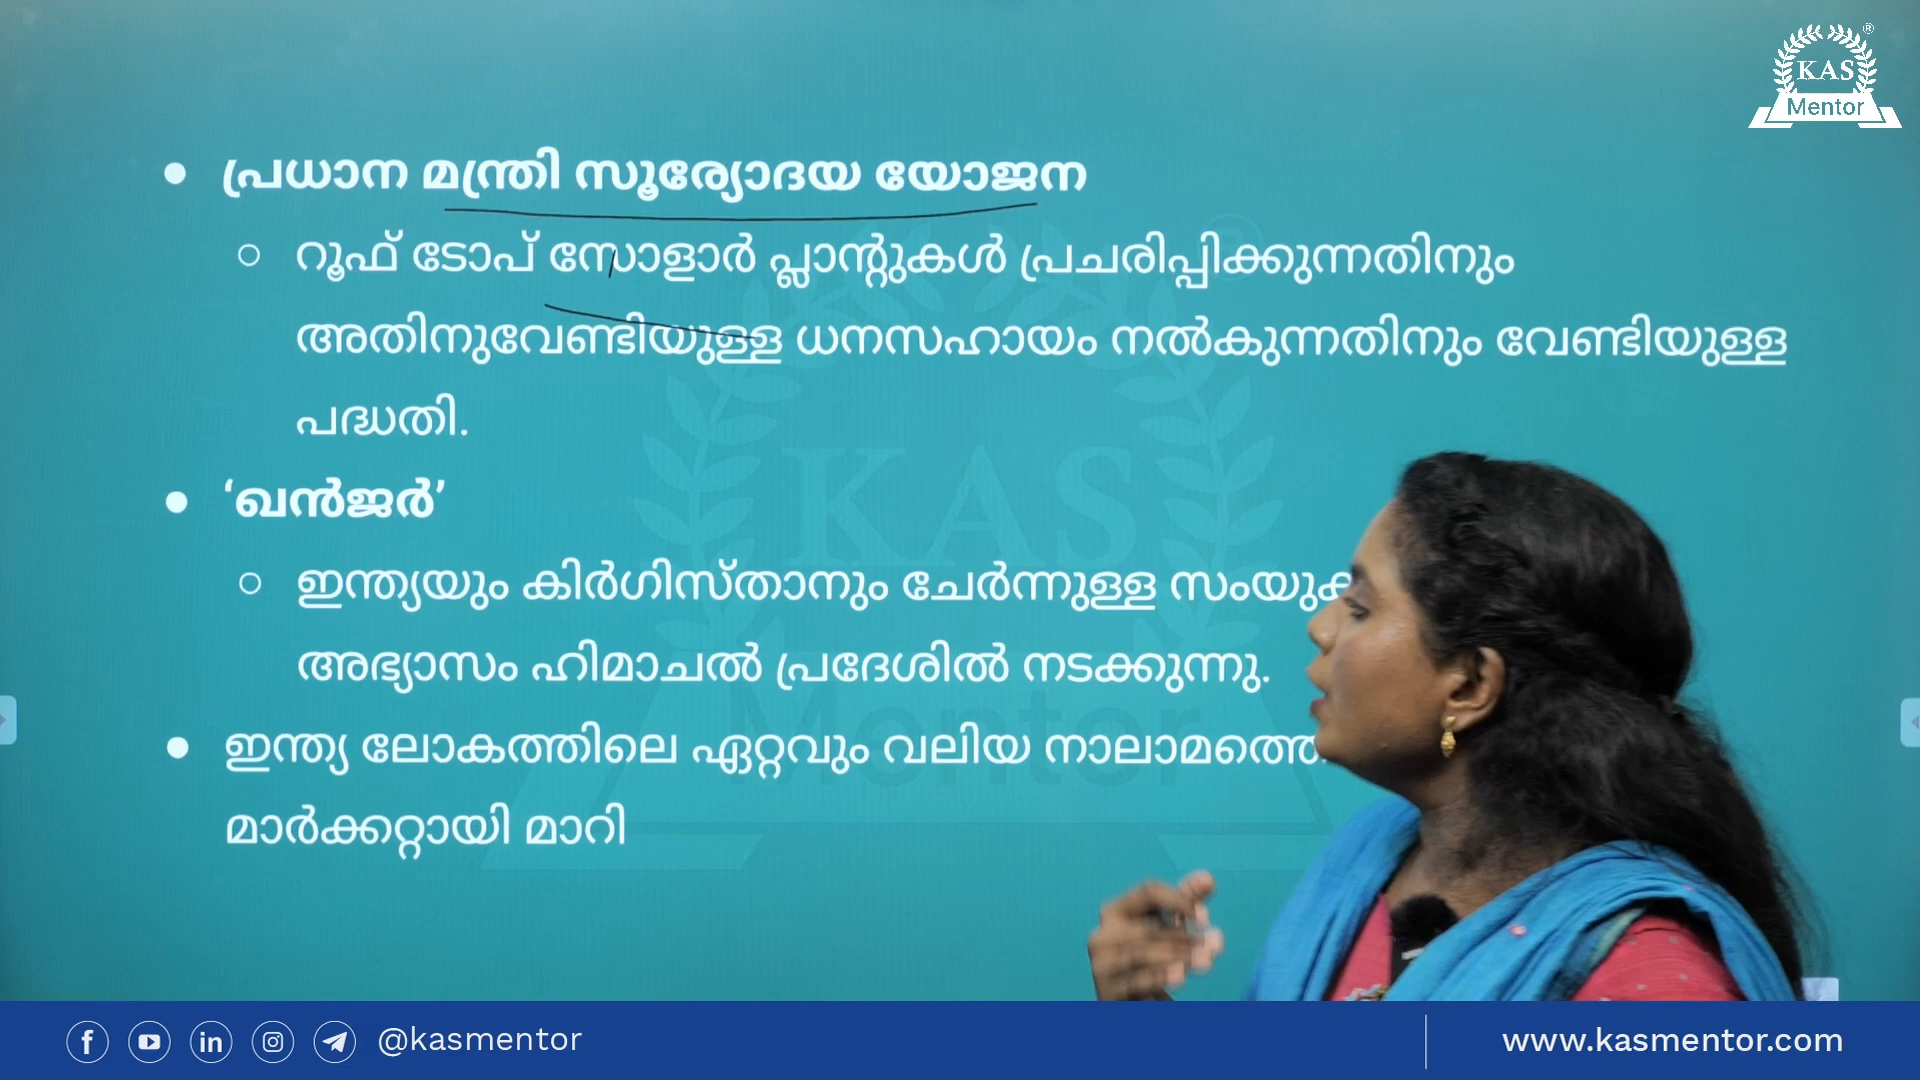 KAS
Mentor
● പ്രധാന മന്ത്രി സൂര്യോദയ യോജന
○ റൂഫ് ടോപ് സോളാർ പ്ലാന്റുകൾ പ്രചരിപ്പിക്കുന്നതിനും
അതിനുവേണ്ടിയുള്ള ധനസഹായം നൽകുന്നതിനും വേണ്ടിയുള്ള
പദ്ധതി.
● ‘ഖൻജർ’
○ ഇന്ത്യയും കിർഗിസ്താനും ചേർന്നുള്ള
അഭ്യാസം ഹിമാചൽ പ്രദേശിൽ നടക്കുന്നു.
● ഇന്ത്യ ലോകത്തിലെ ഏറ്റവും വലിയ
മാർക്കറ്റായി മാറി
@kasmentor
www.kasmentor.com